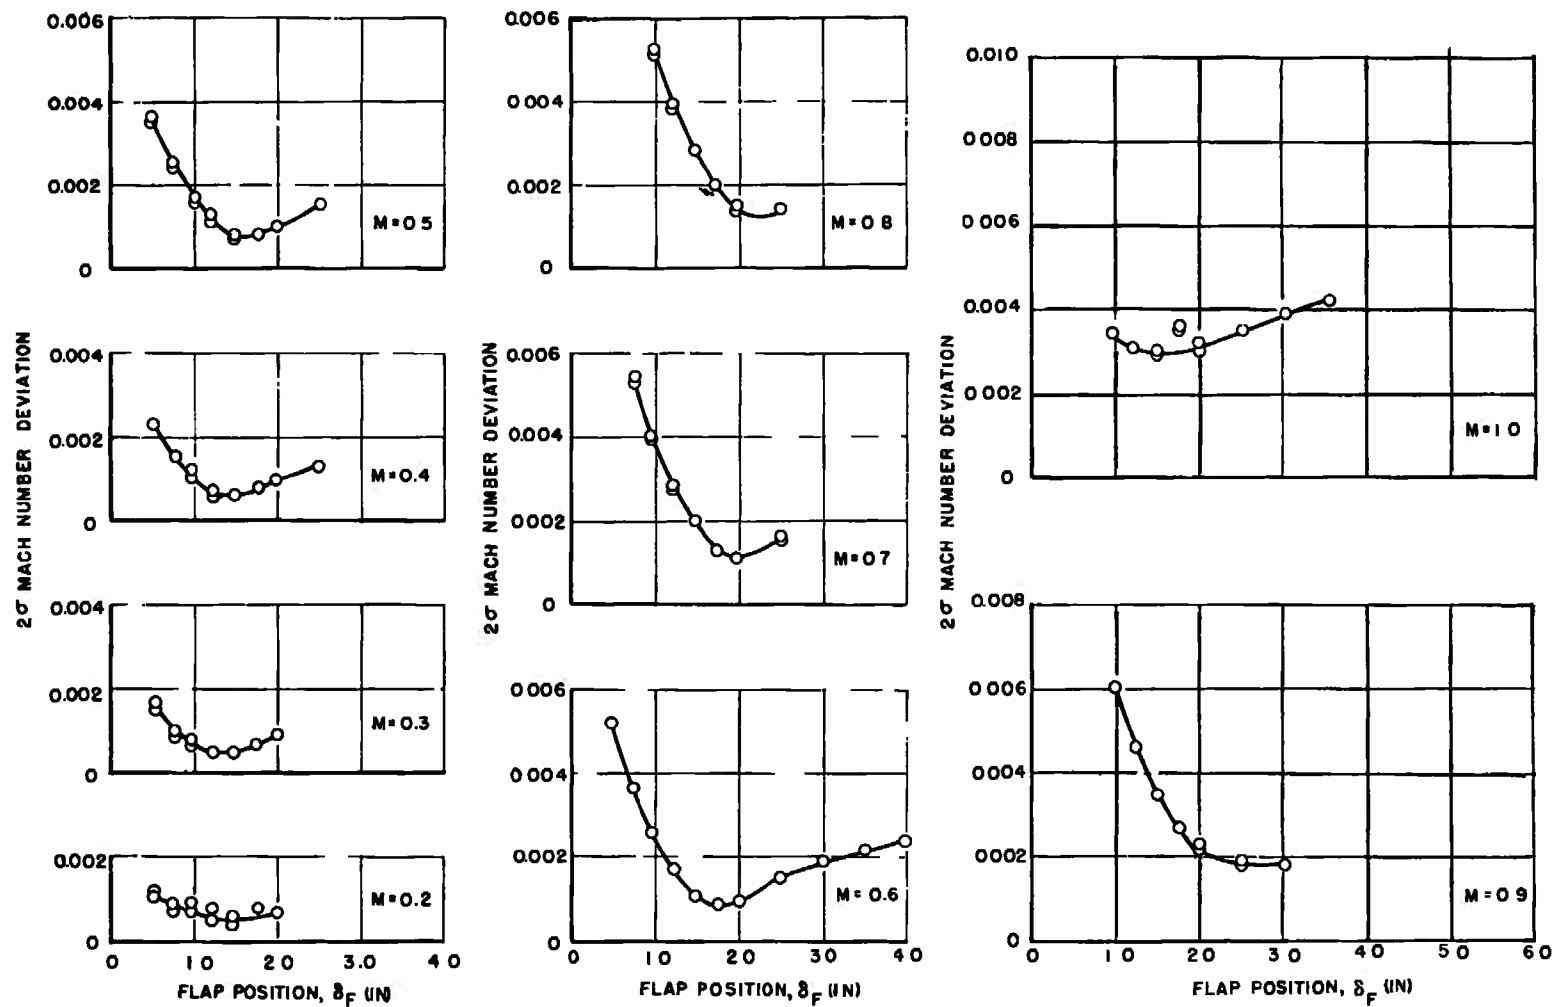 0.006
0.004
0.002
0
M=0 5
0.004
0.002
0
M=0.4
0.004
0.002
0
M=0.3
0.002
0
M=0.2
0 1 0 2 0 3.0 4 0
FLAP POSITION, δF (IN)
2σ MACH NUMBER DEVIATION
0.006
0 004
0 002
0
M=0 8
0 006
0 004
0 002
0
M=0 7
0 006
0 004
0 002
0
M=0.6
0 1 0 2 0 3 0 4 0
FLAP POSITION, δF (IN)
2σ MACH NUMBER DEVIATION
0.010
0 008
0 006
0 004
0 002
0
M=1 0
0.008
0 006
0 004
0 002
0
M=0 9
0 1 0 2 0 3 0 4 0 5 0 6 0
FLAP POSITION, δF (IN)
2σ MACH NUMBER DEVIATION